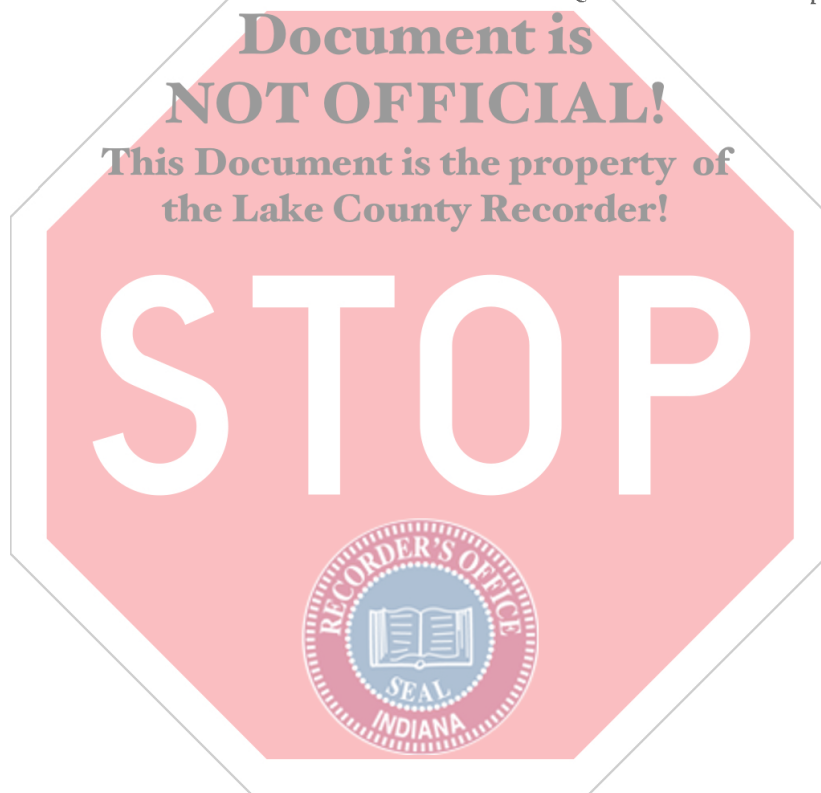 Document is
NOT OFFICIAL!
This Document is the property of
the Lake County Recorder!
STOP
RECORDER'S OFFICE
SEAL
INDIANA